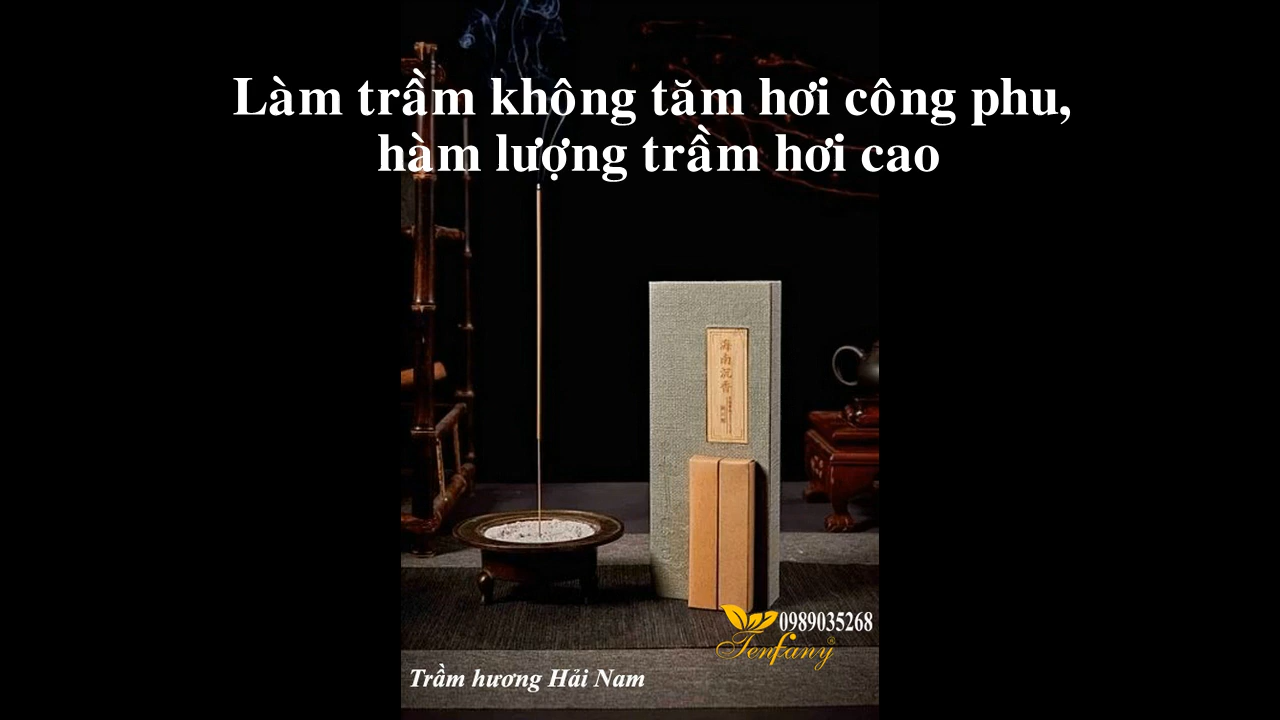 Làm trầm không tăm hơi công phu,
hàm lượng trầm hơi cao
海南沉香
0989035268
Tenfany
Trầm hương Hải Nam